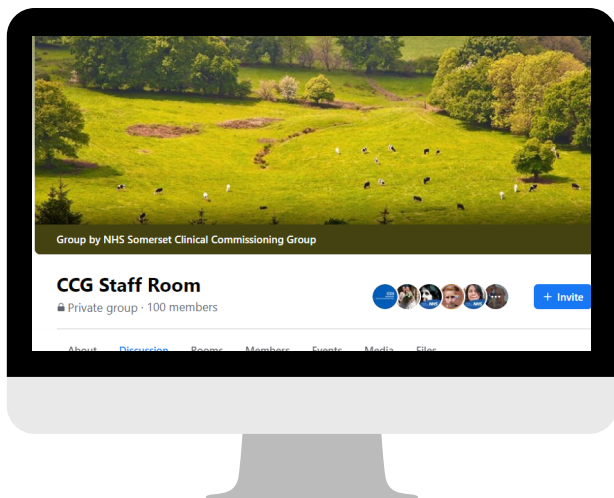 Group by NHS Somerset Clinical Commissioning Group
CCG Staff Room
Private group · 100 members
+ Invite
About Discussion Rooms Members Events Media Files